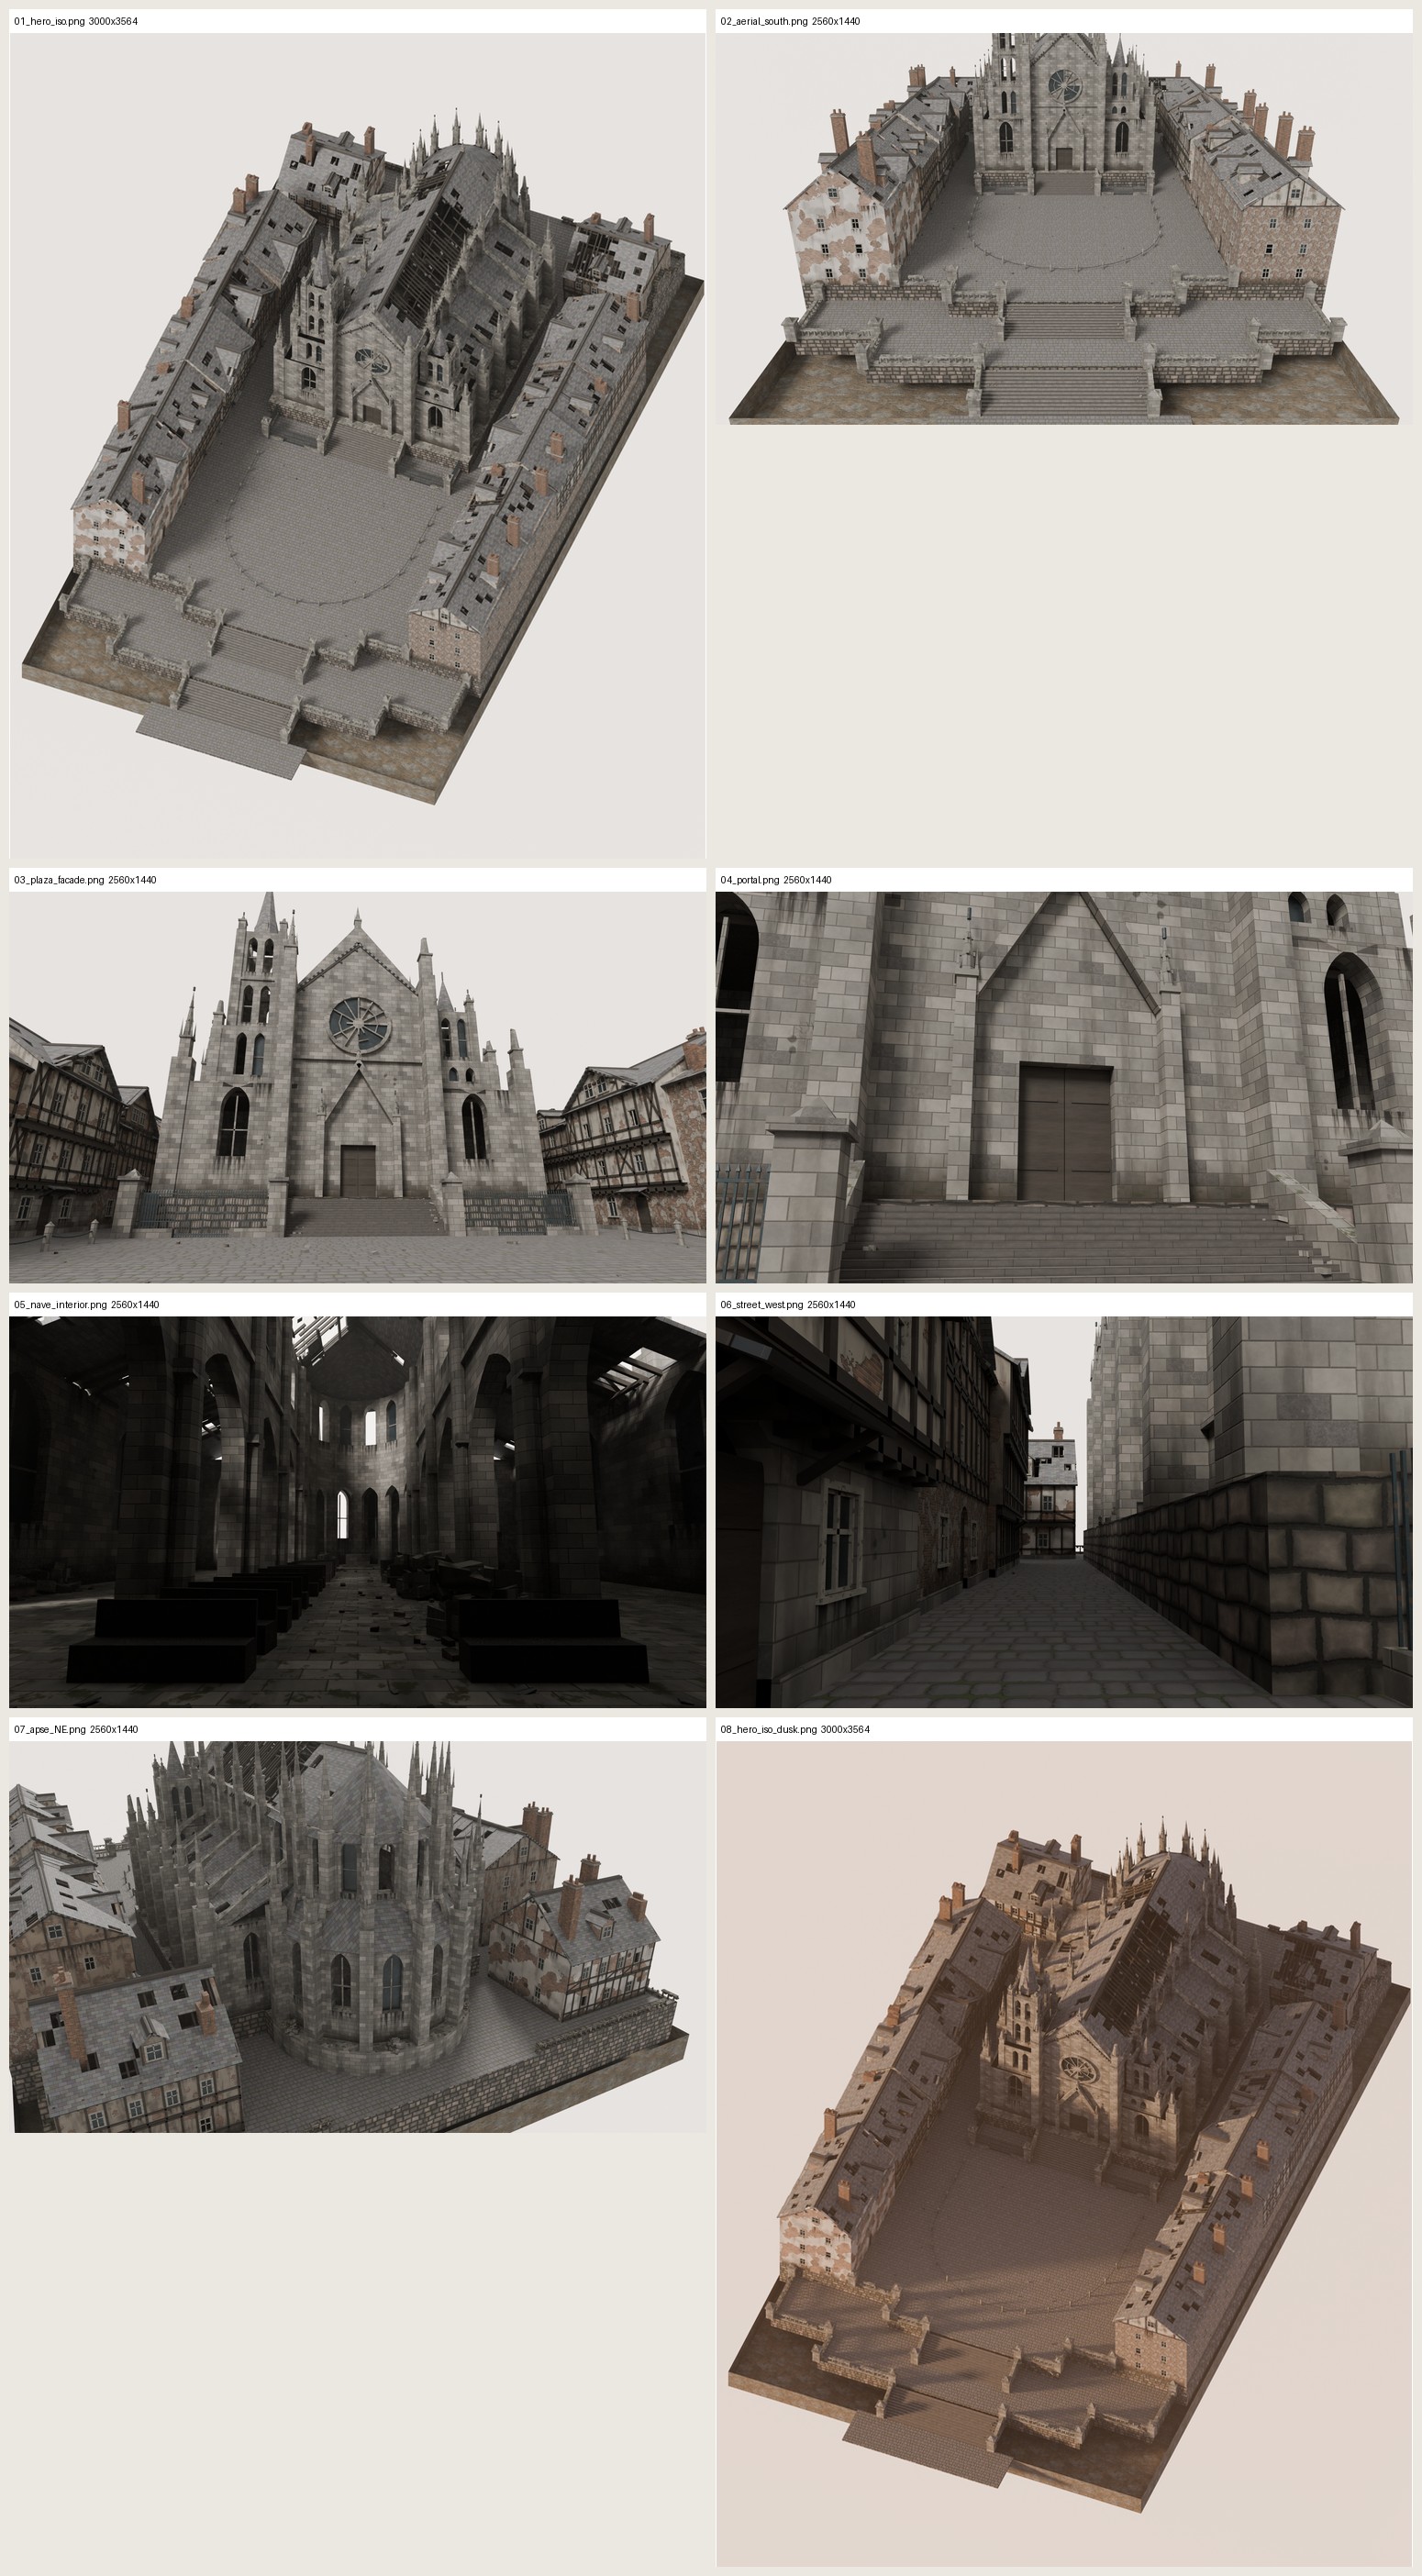 01_hero_iso.png 3000x3564
02_aerial_south.png 2560x1440
03_plaza_facade.png 2560x1440
04_portal.png 2560x1440
05_nave_interior.png 2560x1440
06_street_west.png 2560x1440
07_apse_NE.png 2560x1440
08_hero_iso_dusk.png 3000x3564